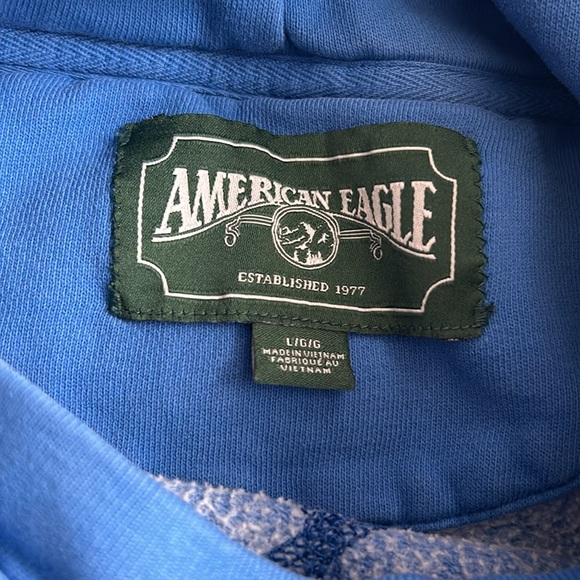 AMERICAN EAGLE
ESTABLISHED 1977
L/G/G
MADE IN VIETNAM
FABRIQUÉ AU
VIETNAM